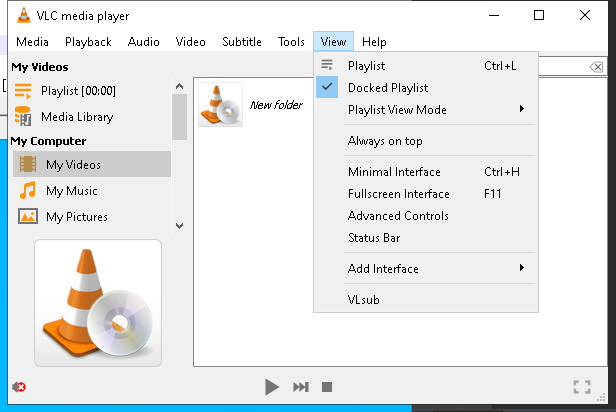 VLC media player
Media Playback Audio Video Subtitle Tools View Help
My Videos
Playlist [00:00]
Media Library
My Computer
My Videos
My Music
My Pictures
New folder
Playlist Ctrl+L
Docked Playlist
Playlist View Mode
Always on top
Minimal Interface Ctrl+H
Fullscreen Interface F11
Advanced Controls
Status Bar
Add Interface
VLsub